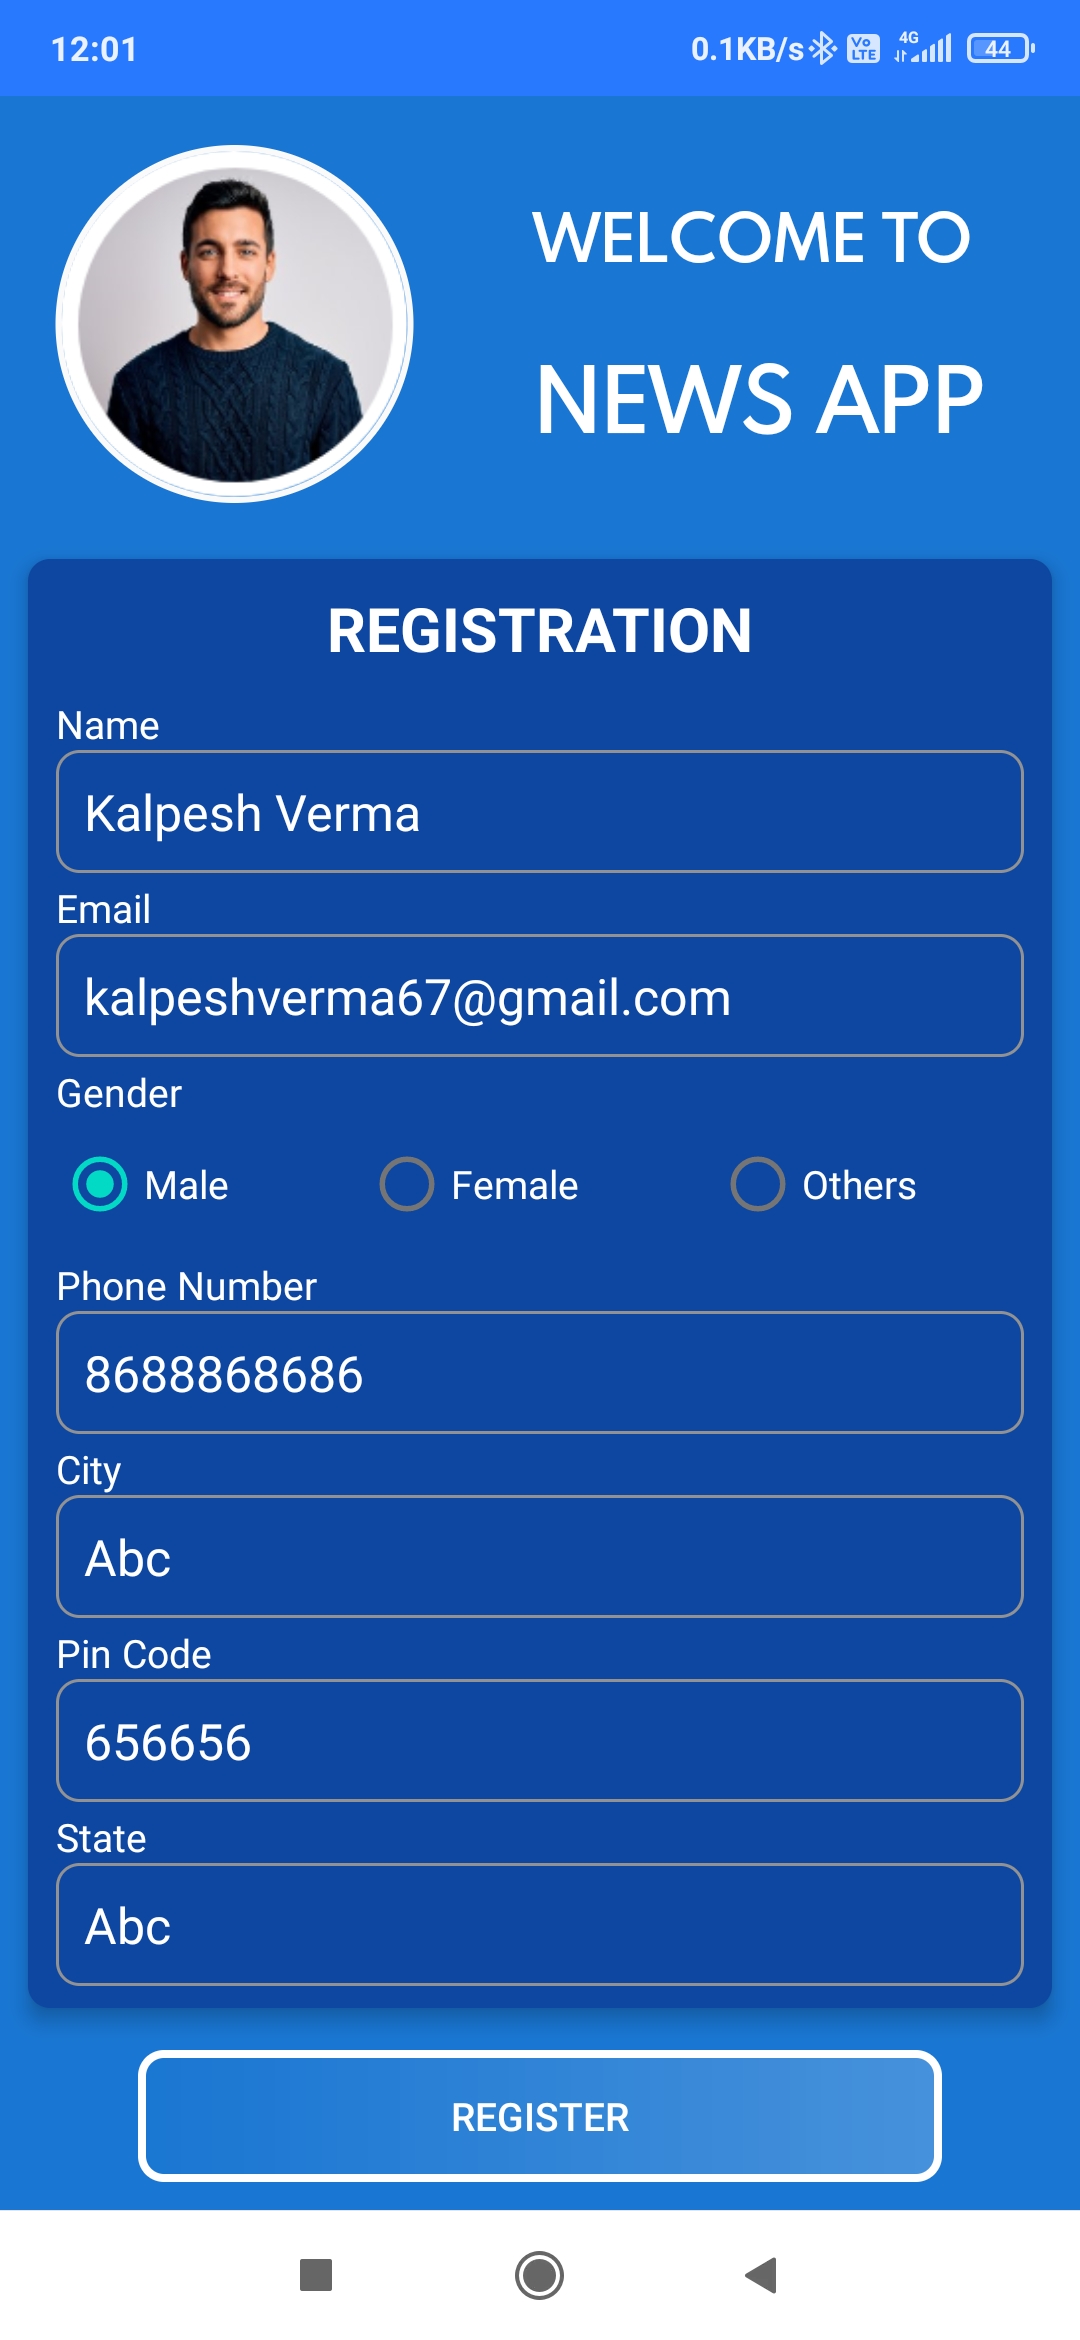 12:01 0.1KB/s Vo LTE 4G 44
WELCOME TO
NEWS APP
REGISTRATION
Name
Kalpesh Verma
Email
kalpeshverma67@gmail.com
Gender
Male Female Others
Phone Number
8688868686
City
Abc
Pin Code
656656
State
Abc
REGISTER